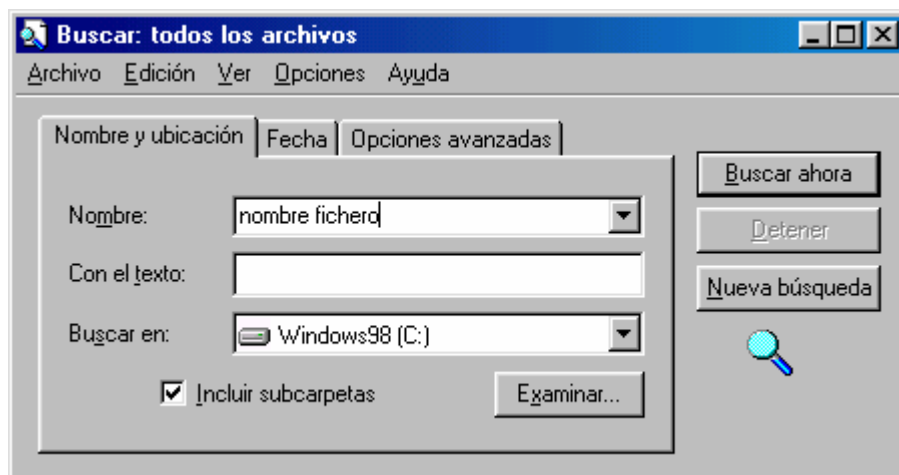 Buscar: todos los archivos
Archivo Edición Ver Opciones Ayuda
Nombre y ubicación Fecha Opciones avanzadas
Buscar ahora
Nombre: nombre fichero
Detener
Con el texto:
Nueva búsqueda
Buscar en: Windows98 (C:)
Incluir subcarpetas Examinar...